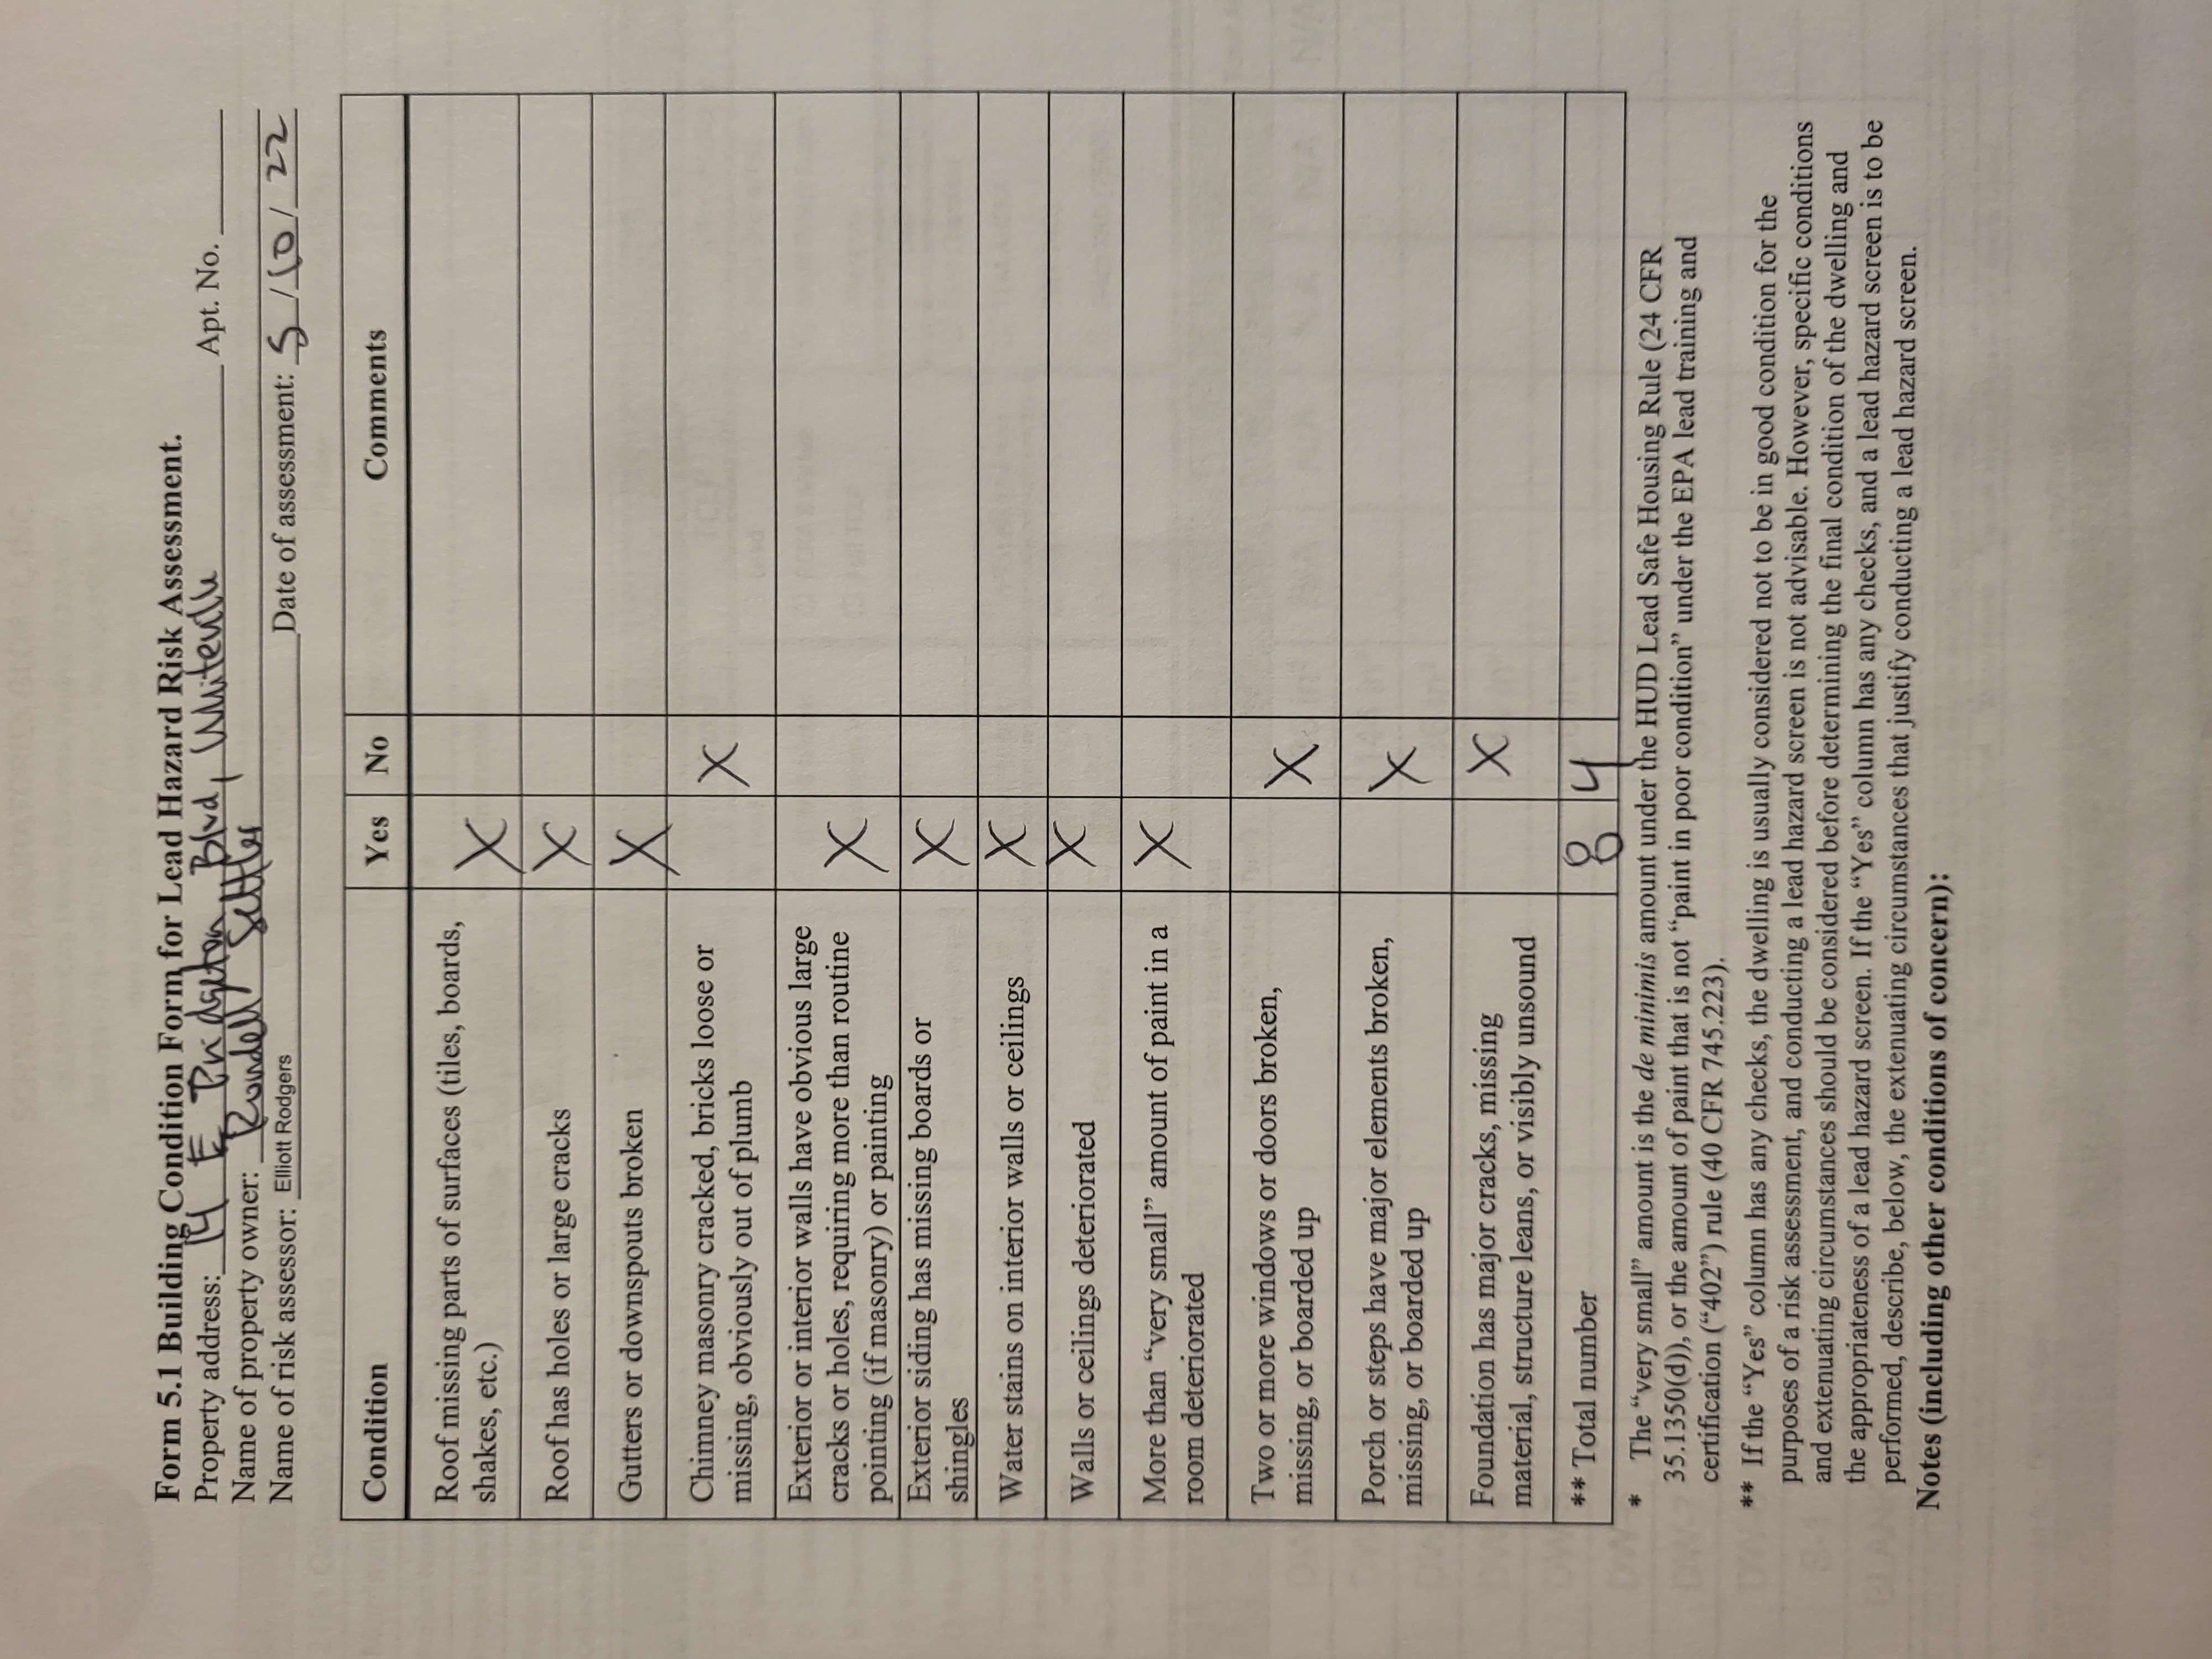 Form 5.1 Building Condition Form for Lead Hazard Risk Assessment.
Property address: 14 E Blvd, Apt. No.
Name of property owner: Rondell Settles
Name of risk assessor: Elliott Rodgers Date of assessment: 5/10/22
Condition Yes No Comments
Roof missing parts of surfaces (tiles, boards,
shakes, etc.) X
Roof has holes or large cracks X
Gutters or downspouts broken X
Chimney masonry cracked, bricks loose or
missing, obviously out of plumb X
Exterior or interior walls have obvious large
cracks or holes, requiring more than routine X
pointing (if masonry) or painting
Exterior siding has missing boards or
shingles X
Water stains on interior walls or ceilings X
Walls or ceilings deteriorated X
More than “very small” amount of paint in a
room deteriorated X
Two or more windows or doors broken,
missing, or boarded up X
Porch or steps have major elements broken,
missing, or boarded up X
Foundation has major cracks, missing
material, structure leans, or visibly unsound X
** Total number 8 4
* The “very small” amount is the de minimis amount under the HUD Lead Safe Housing Rule (24 CFR
35.1350(d)), or the amount of paint that is not “paint in poor condition” under the EPA lead training and
certification (“402”) rule (40 CFR 745.223).
** If the “Yes” column has any checks, the dwelling is usually considered not to be in good condition for the
purposes of a risk assessment, and conducting a lead hazard screen is not advisable. However, specific conditions
and extenuating circumstances should be considered before determining the final condition of the dwelling and
the appropriateness of a lead hazard screen. If the “Yes” column has any checks, and a lead hazard screen is to be
performed, describe, below, the extenuating circumstances that justify conducting a lead hazard screen.
Notes (including other conditions of concern):